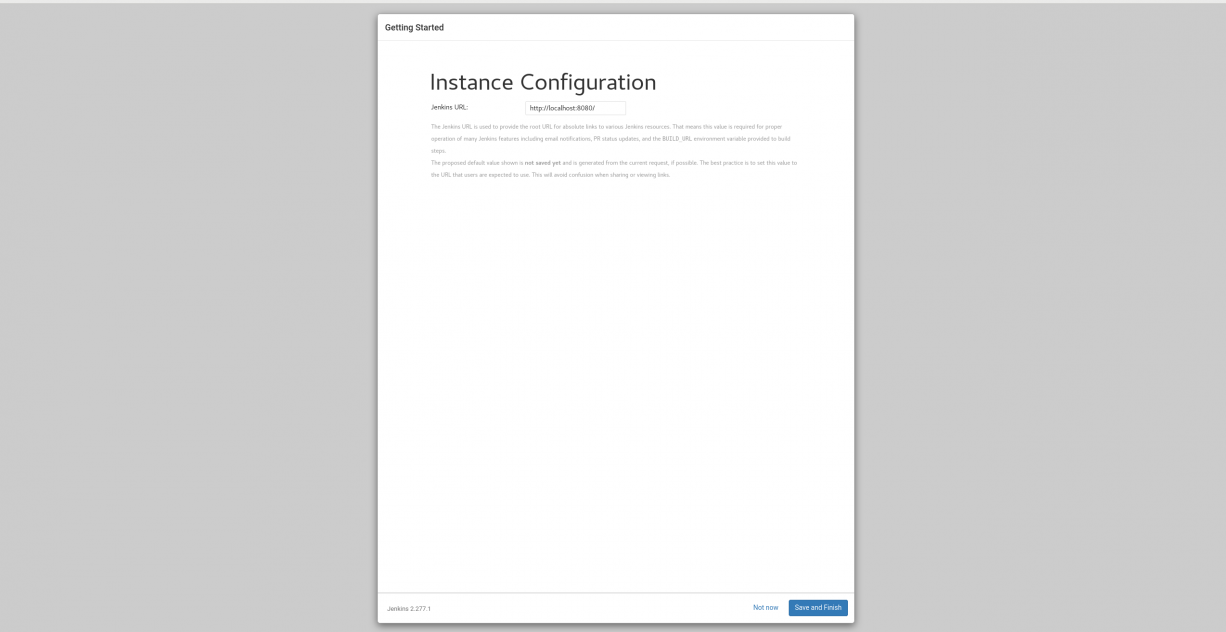 Getting Started
Instance Configuration
Jenkins URL: http://localhost:8080/
The Jenkins URL is used to provide the root URL for absolute links to various Jenkins resources. That means this value is required for proper
operation of many Jenkins features including email notifications, PR status updates, and the BUILD_URL environment variable provided to build
steps.
The proposed default value shown is not saved yet and is generated from the current request, if possible. The best practice is to set this value to
the URL that users are expected to use. This will avoid confusion when sharing or viewing links.
Jenkins 2.277.1
Not now
Save and Finish